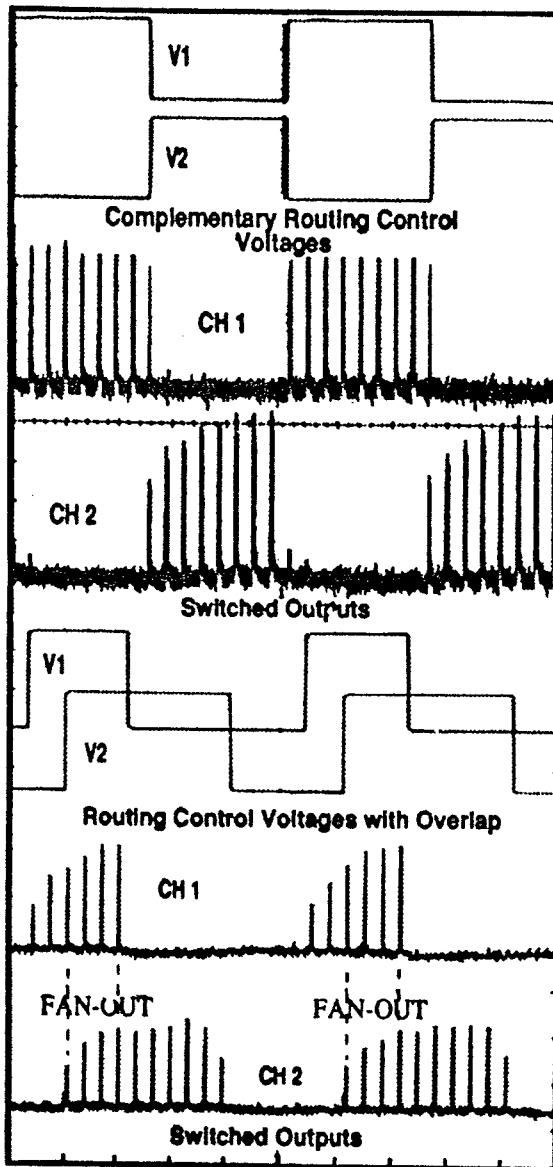 V1
V2
Complementary Routing Control
Voltages
CH 1
CH 2
Switched Outputs
V1
V2
Routing Control Voltages with Overlap
CH 1
FAN-OUT FAN-OUT
CH 2
Switched Outputs